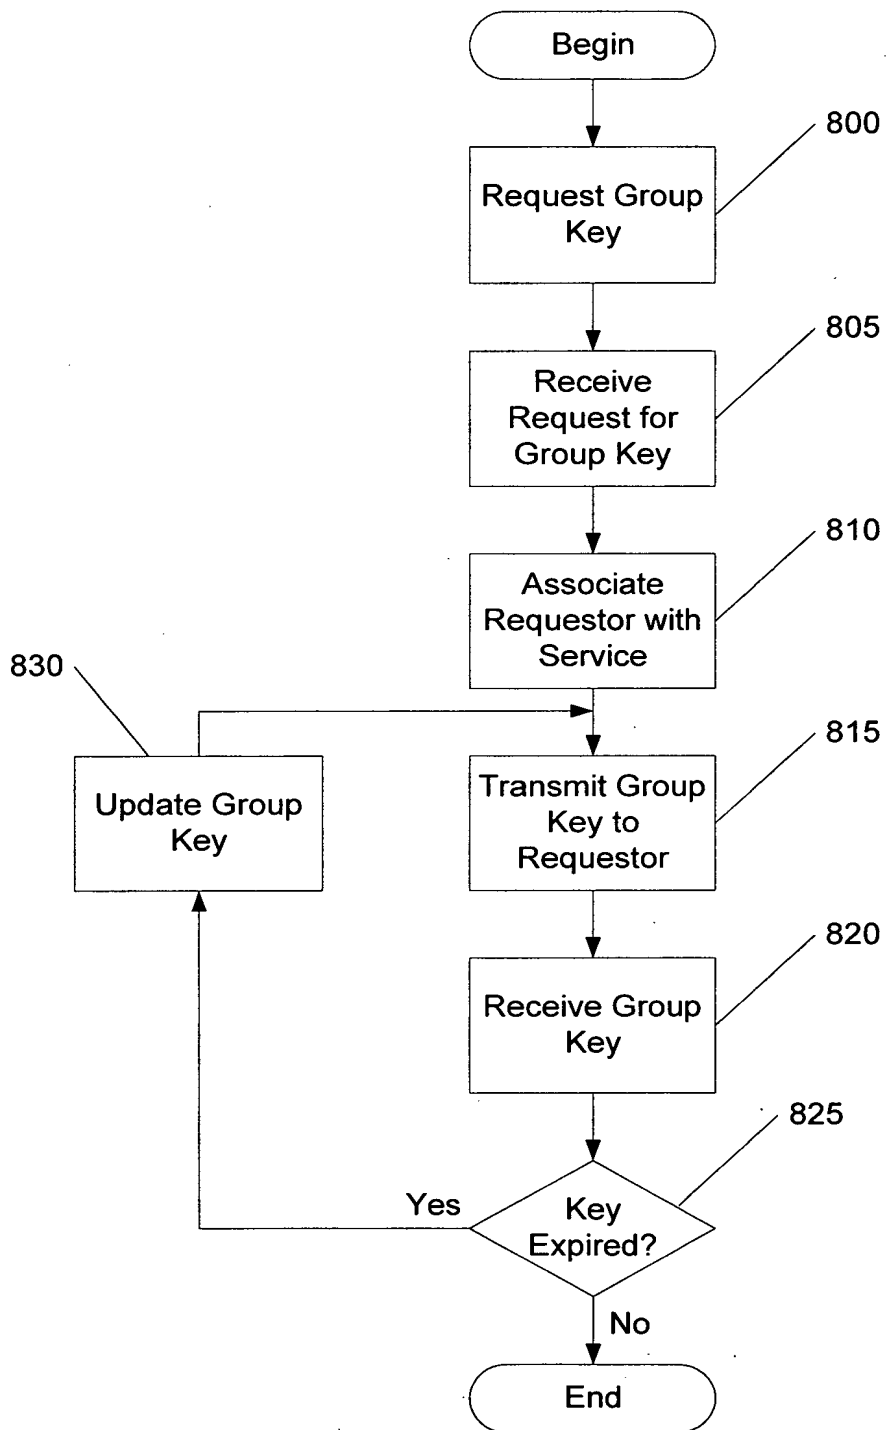 Begin
800
Request Group
Key
805
Receive
Request for
Group Key
810
Associate
Requestor with
Service
830
Update Group
Key
815
Transmit Group
Key to
Requestor
820
Receive Group
Key
825
Yes
Key
Expired?
No
End